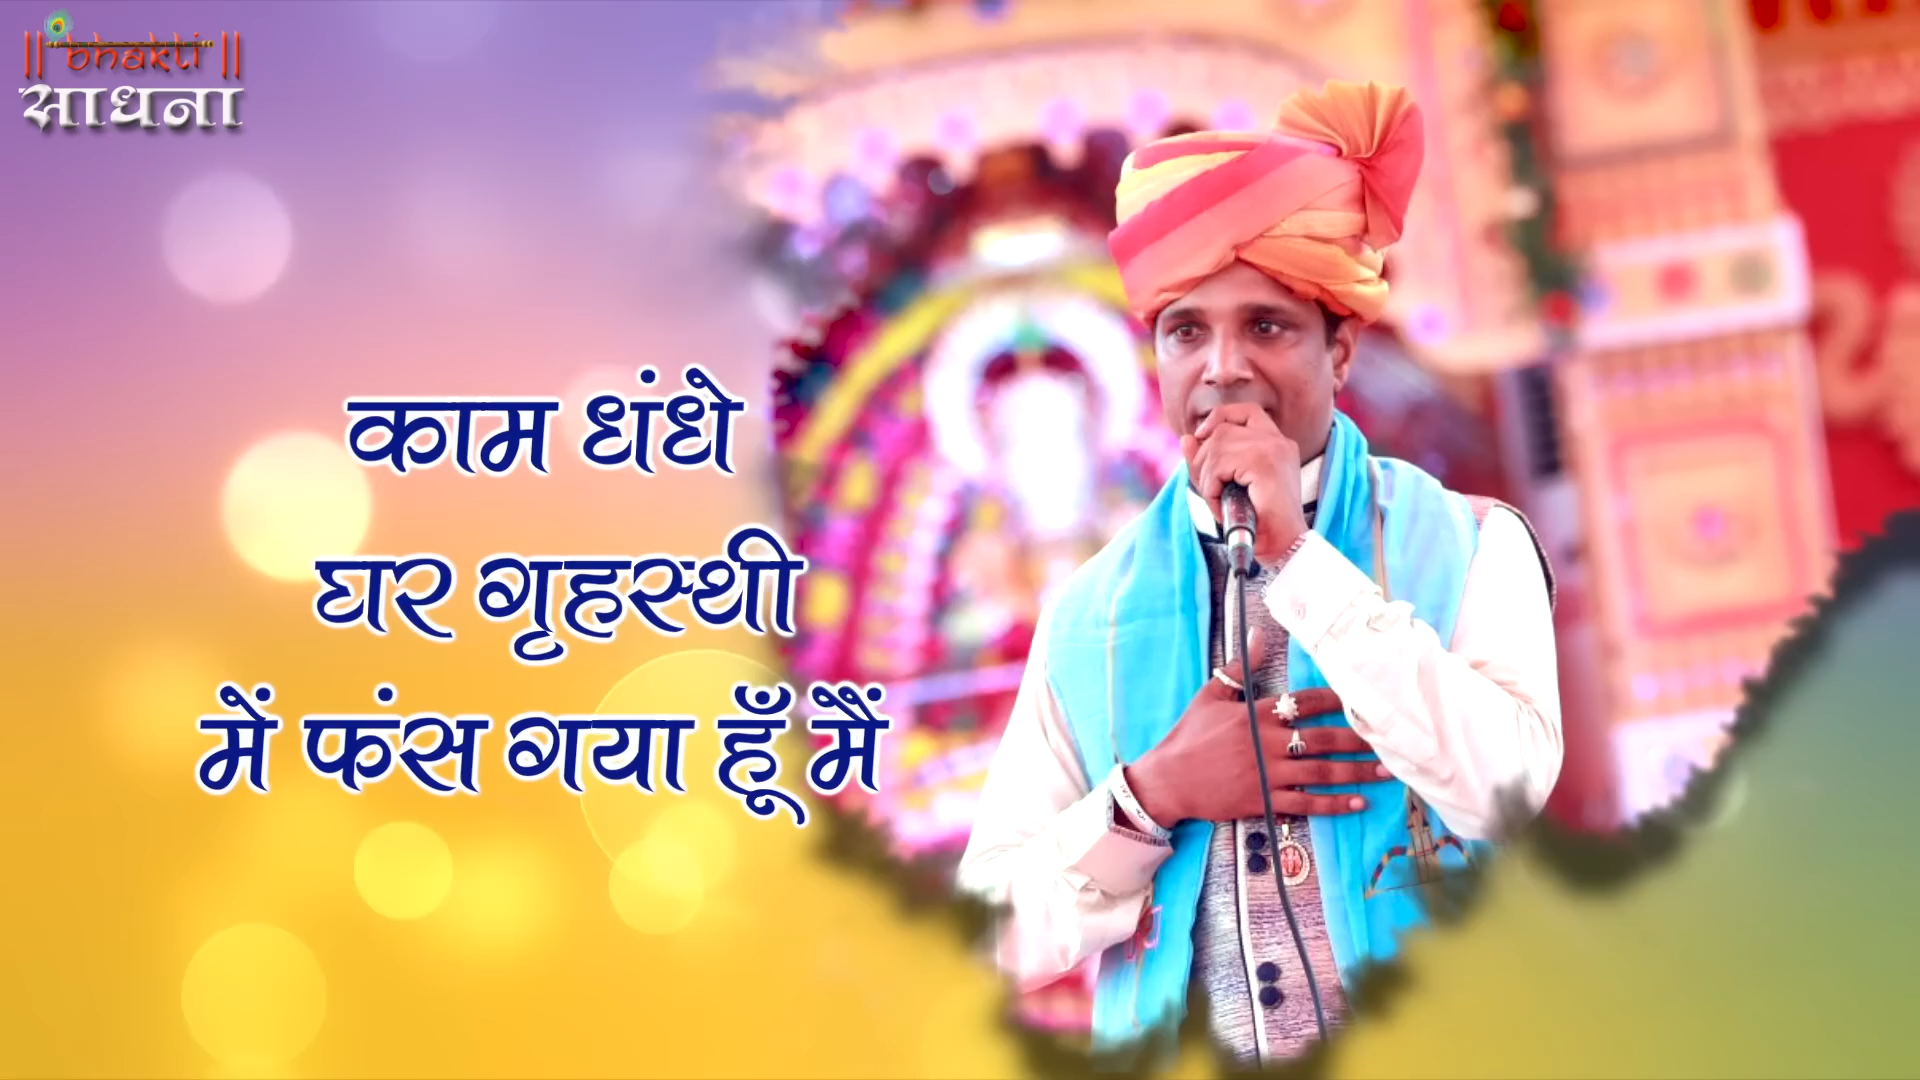 || bhakti ||
साधना
काम धंधे
घर गृहस्थी
में फंस गया हूँ मैं